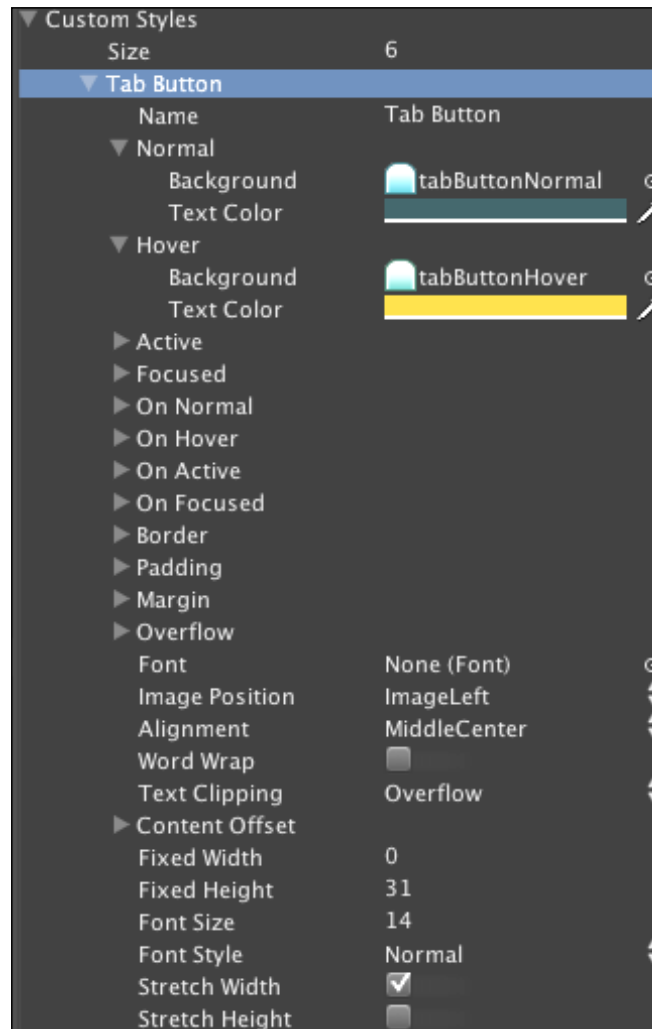 Custom Styles
Size 6
Tab Button
Name Tab Button
Normal
Background tabButtonNormal
Text Color
Hover
Background tabButtonHover
Text Color
Active
Focused
On Normal
On Hover
On Active
On Focused
Border
Padding
Margin
Overflow
Font None (Font)
Image Position ImageLeft
Alignment MiddleCenter
Word Wrap
Text Clipping Overflow
Content Offset
Fixed Width 0
Fixed Height 31
Font Size 14
Font Style Normal
Stretch Width
Stretch Height